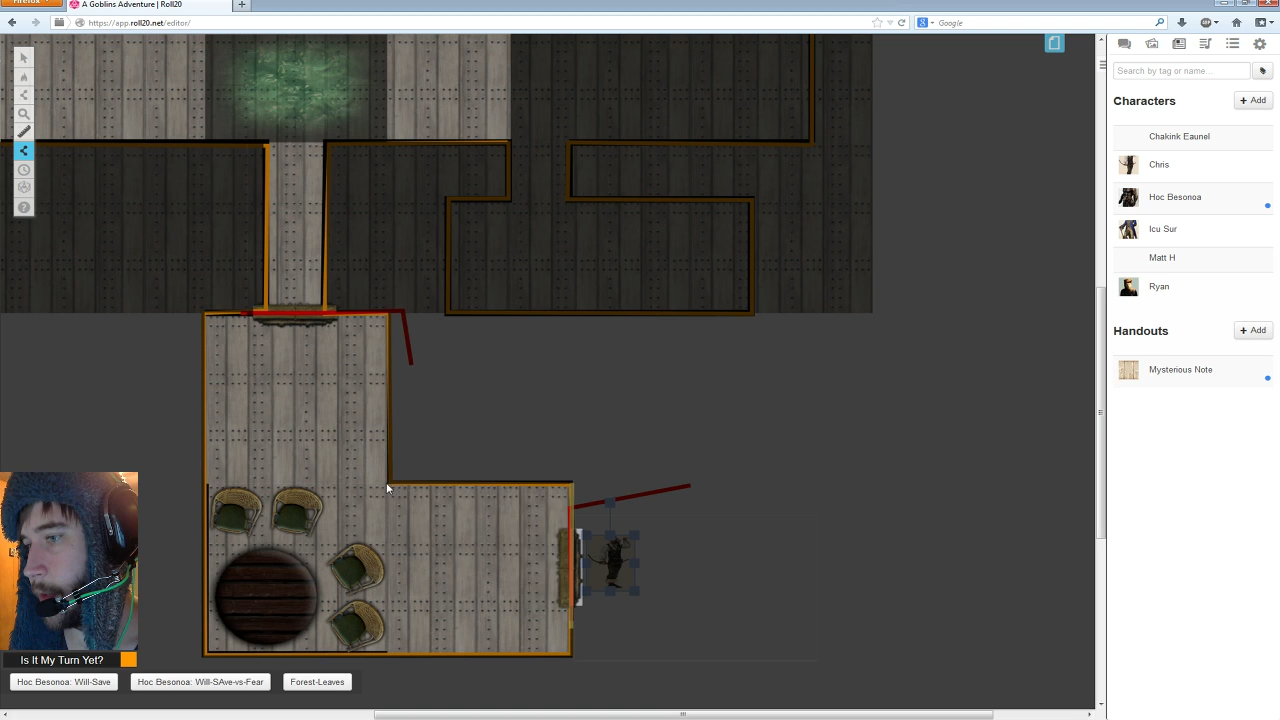 Firefox
A Goblins Adventure | Roll20
https://app.roll20.net/editor/
Google
Search by tag or name...
Characters
+ Add
Chakink Eaunel
Chris
Hoc Besonoa
Icu Sur
Matt H
Ryan
Handouts
+ Add
Mysterious Note
Is It My Turn Yet?
Hoc Besonoa: Will-Save
Hoc Besonoa: Will-SAve-vs-Fear
Forest-Leaves